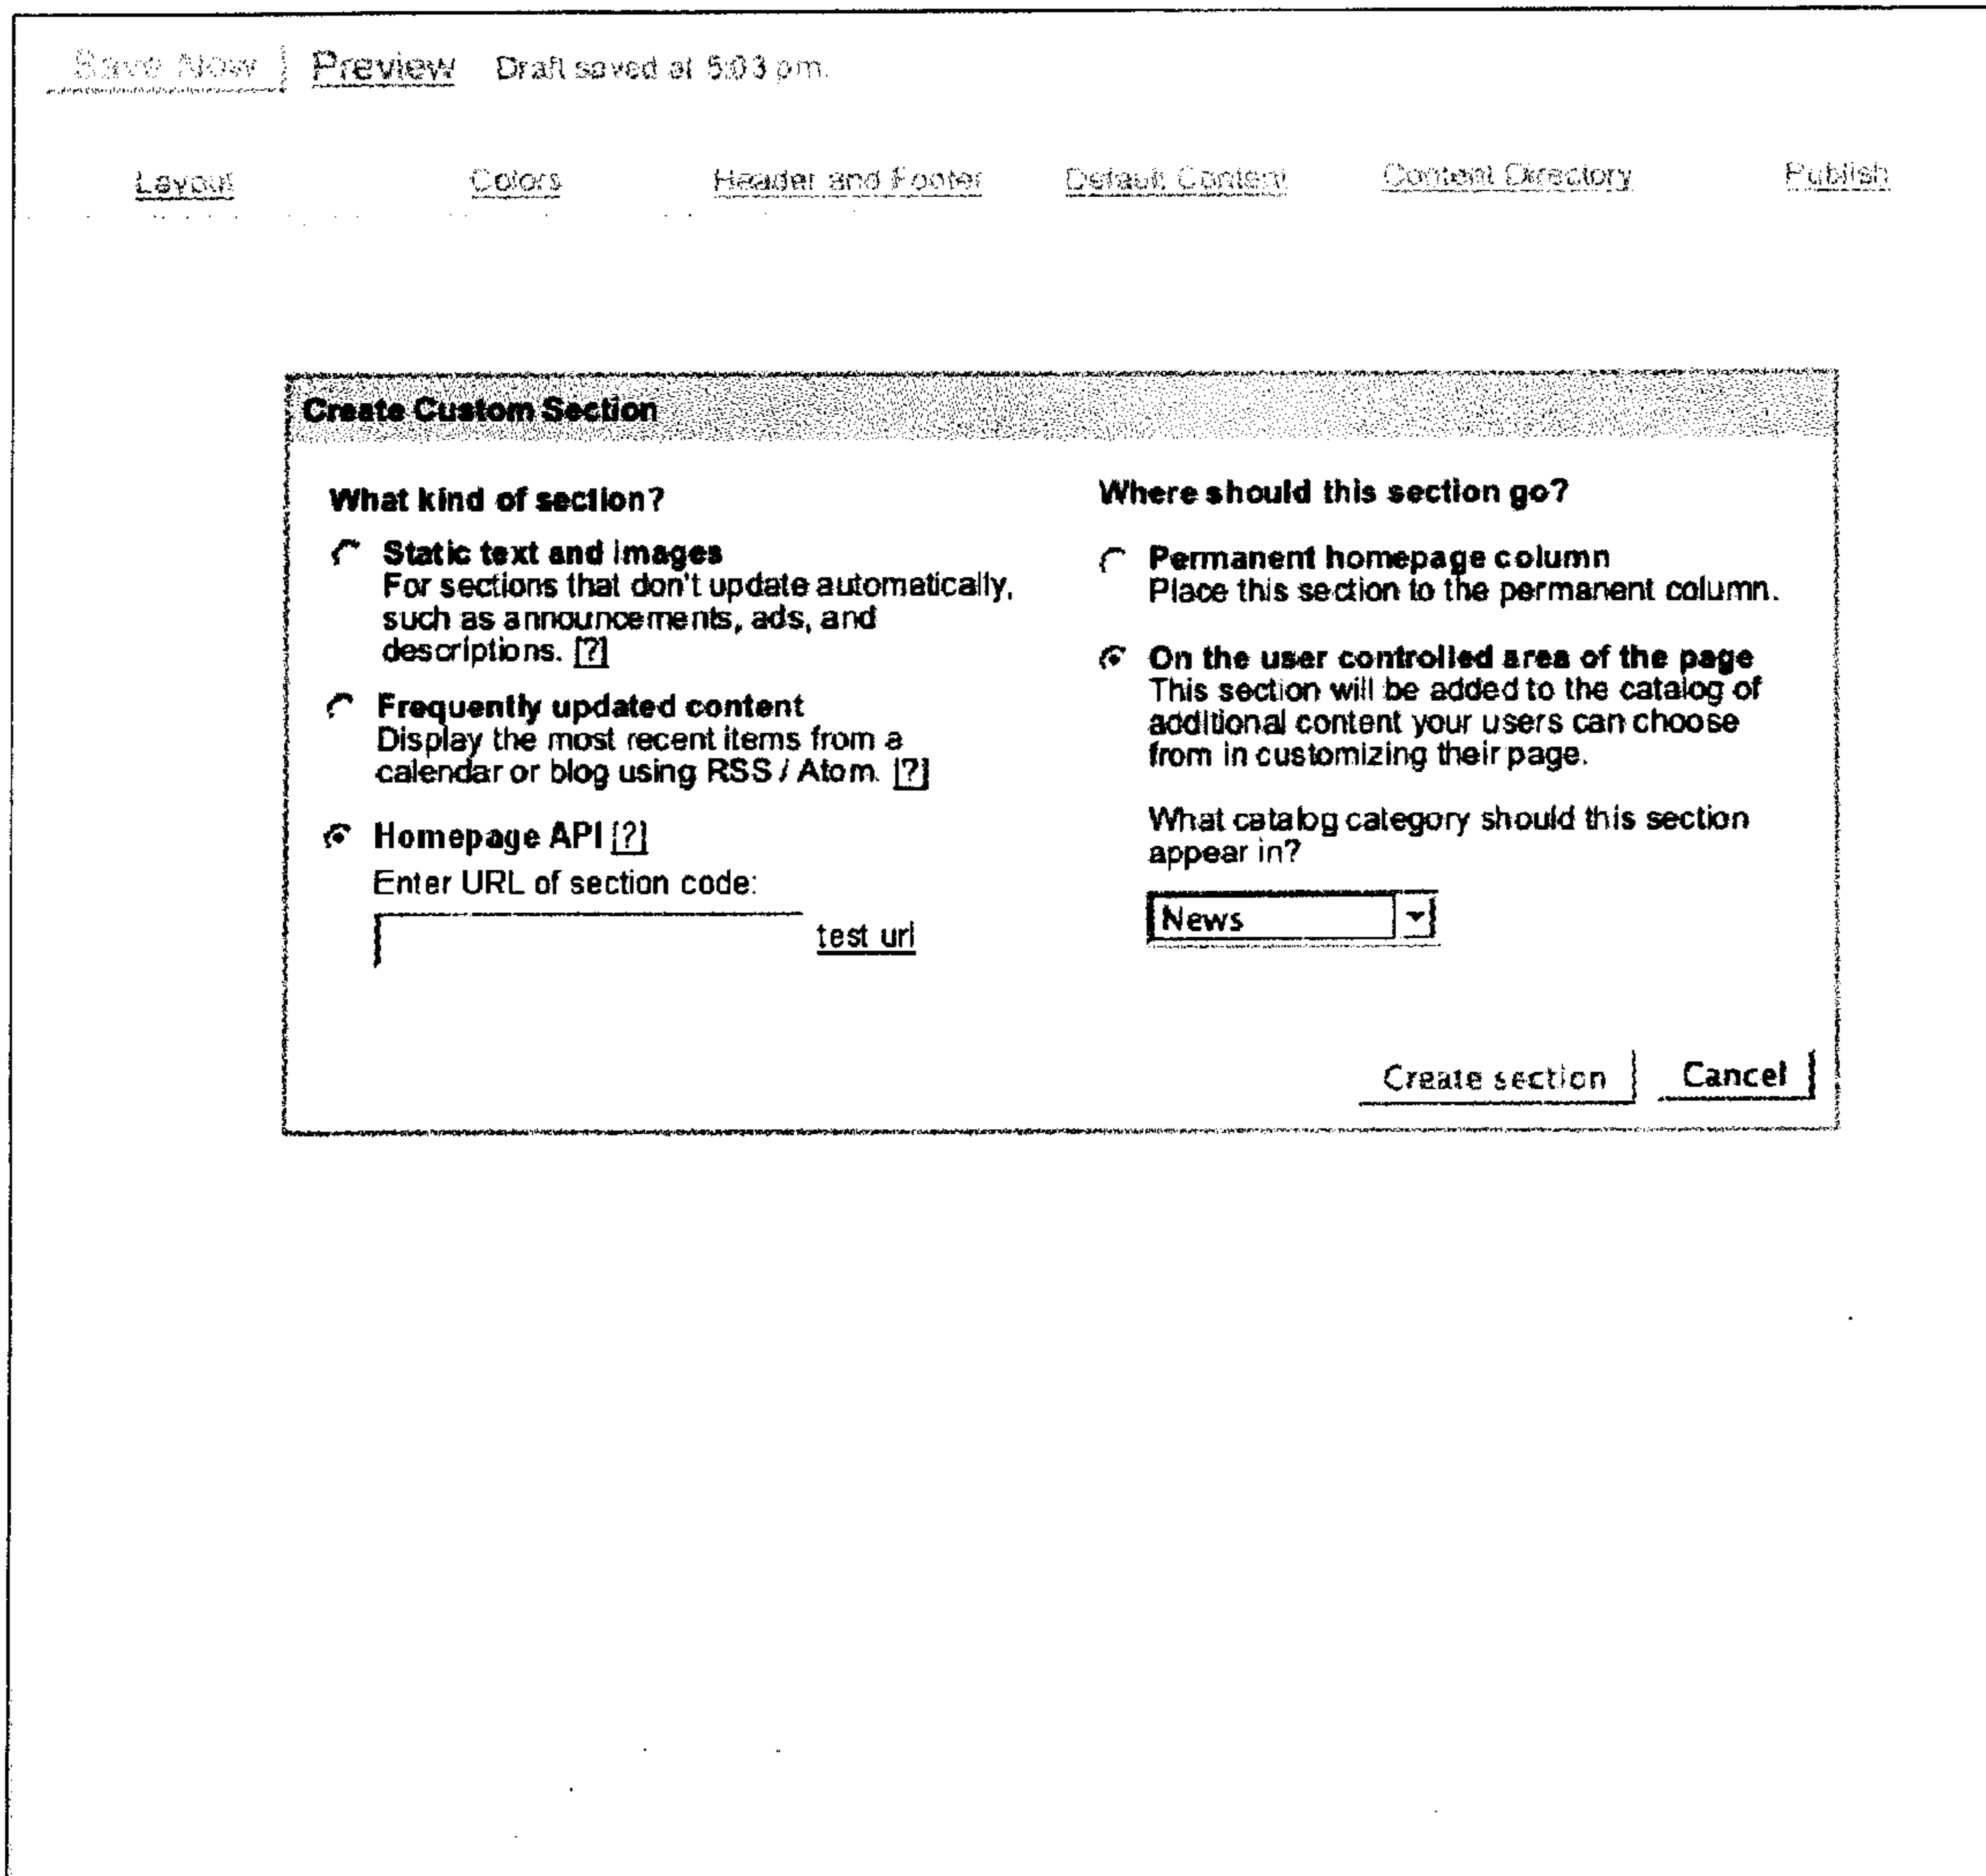 Save Now Preview Draft saved at 5:03 pm.
Layout Colors Header and Footer Default Content Content Directory Publish
Create Custom Section
What kind of section?
Static text and images
For sections that don't update automatically,
such as announcements, ads, and
descriptions. [?]
Frequently updated content
Display the most recent items from a
calendar or blog using RSS / Atom. [?]
Homepage API [?]
Enter URL of section code:
test url
Where should this section go?
Permanent homepage column
Place this section to the permanent column.
On the user controlled area of the page
This section will be added to the catalog of
additional content your users can choose
from in customizing their page.
What catalog category should this section
appear in?
News
Create section Cancel